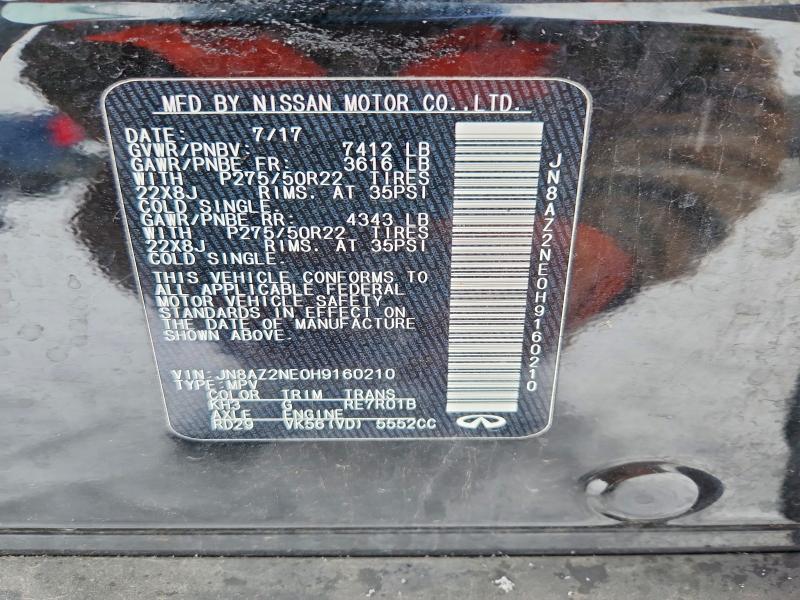 MFD BY NISSAN MOTOR CO.,LTD.
DATE: 7/17
GVWR/PNBV: 7412 LB
GAWR/PNBE FR: 3616 LB
WITH P275/50R22 TIRES
22X8J RIMS. AT 35PSI
COLD SINGLE.
GAWR/PNBE RR: 4343 LB
WITH P275/50R22 TIRES
22X8J RIMS. AT 35PSI
COLD SINGLE.
THIS VEHICLE CONFORMS TO
ALL APPLICABLE FEDERAL
MOTOR VEHICLE SAFETY
STANDARDS IN EFFECT ON
THE DATE OF MANUFACTURE
SHOWN ABOVE.
VIN: JN8AZ2NE0H9160210
TYPE: MPV
COLOR TRIM TRANS
KH3 G RE7R01B
AXLE ENGINE
RD29 VK56(VD) 5552CC
JN8AZ2NE0H9160210